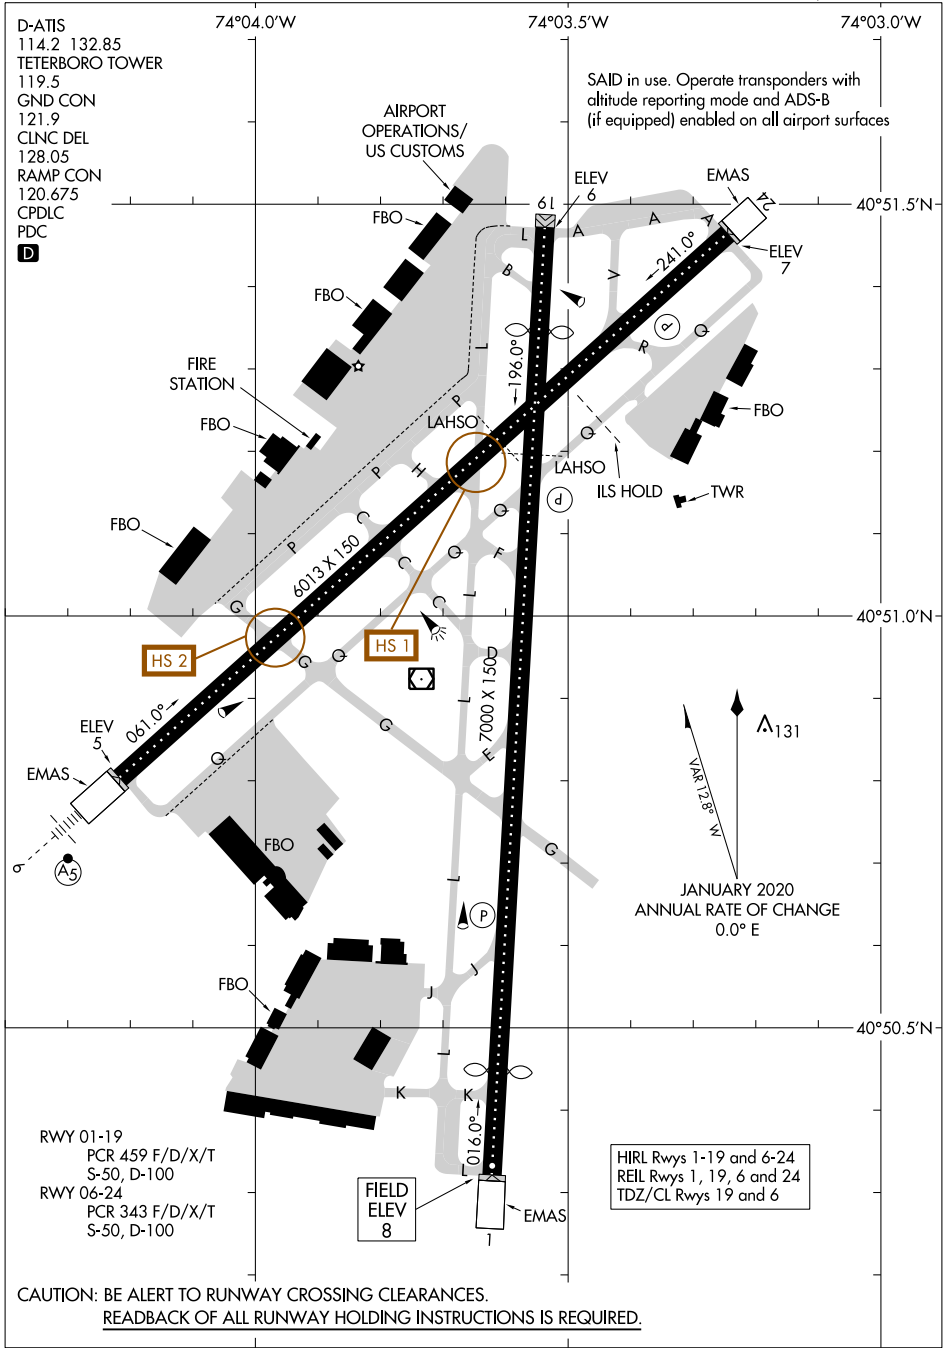 D-ATIS
114.2 132.85
TETERBORO TOWER
119.5
GND CON
121.9
CLNC DEL
128.05
RAMP CON
120.675
CPDLC
PDC
D
74°04.0'W
74°03.5'W
74°03.0'W
SAID in use. Operate transponders with
altitude reporting mode and ADS-B
(if equipped) enabled on all airport surfaces
AIRPORT
OPERATIONS/
US CUSTOMS
FBO
FBO
FIRE
STATION
FBO
FBO
ELEV
6
19
EMAS
24
40°51.5'N
ELEV
7
L
A
A
A
B
V
241.0°
196.0°
L
P
R
Q
P
FBO
LAHSO
LAHSO
ILS HOLD
TWR
Q
P
P
H
C
P
6013 X 150
C
C
Q
Q
F
L
G
G
Q
40°51.0'N
HS 1
HS 2
7000 X 150
D
L
G
E
G
061.0°
ELEV
5
EMAS
Q
6
A5
FBO
L
P
J
J
L
FBO
K
K
016.0°
L
131
VAR 12.8° W
JANUARY 2020
ANNUAL RATE OF CHANGE
0.0° E
40°50.5'N
RWY 01-19
PCR 459 F/D/X/T
S-50, D-100
RWY 06-24
PCR 343 F/D/X/T
S-50, D-100
FIELD
ELEV
8
EMAS
1
HIRL Rwys 1-19 and 6-24
REIL Rwys 1, 19, 6 and 24
TDZ/CL Rwys 19 and 6
CAUTION: BE ALERT TO RUNWAY CROSSING CLEARANCES.
READBACK OF ALL RUNWAY HOLDING INSTRUCTIONS IS REQUIRED.